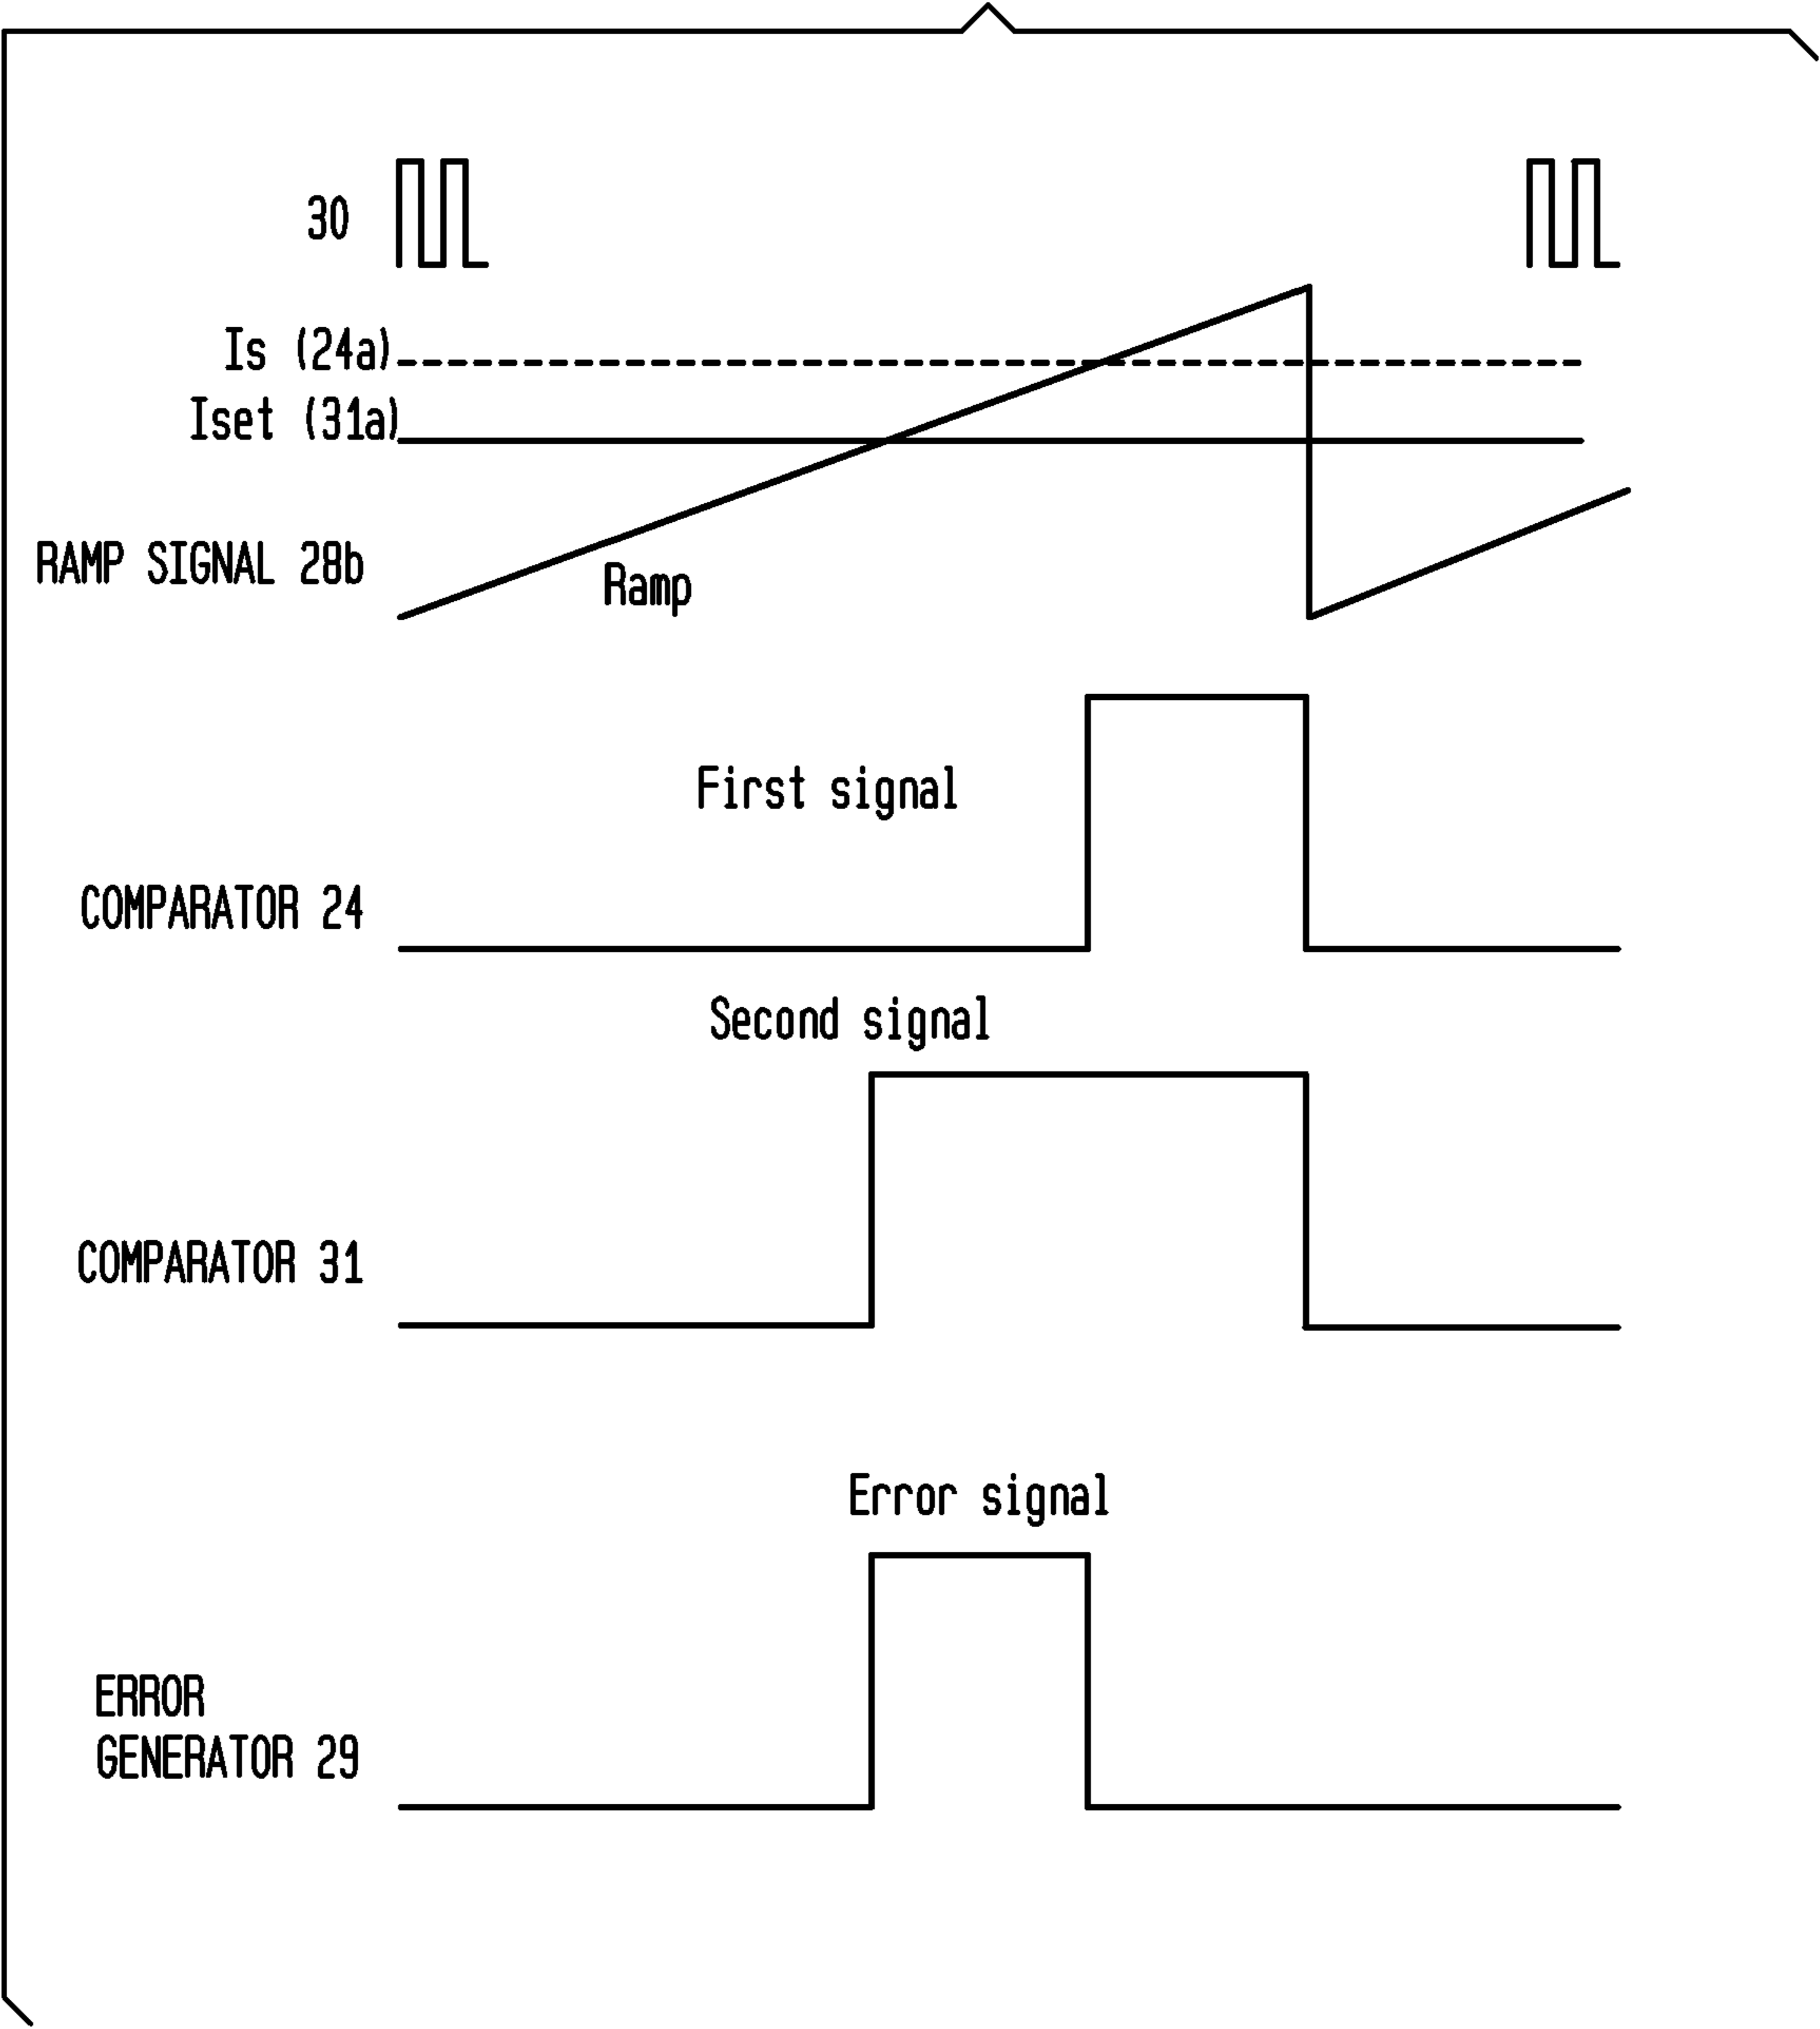 30
Is (24a)
Iset (31a)
RAMP SIGNAL 28b
Ramp
First signal
COMPARATOR 24
Second signal
COMPARATOR 31
Error signal
ERROR
GENERATOR 29